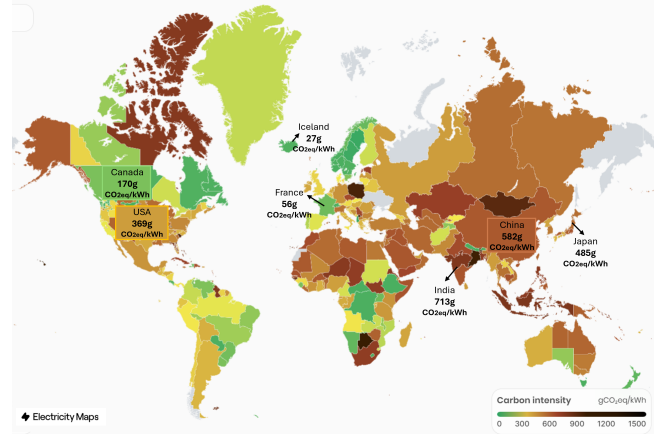 Iceland
27g
CO₂eq/kWh
Canada
170g
CO₂eq/kWh
France
56g
CO₂eq/kWh
USA
369g
CO₂eq/kWh
China
582g
CO₂eq/kWh
Japan
485g
CO₂eq/kWh
India
713g
CO₂eq/kWh
Electricity Maps
Carbon intensity gCO₂eq/kWh
0 300 600 900 1200 1500